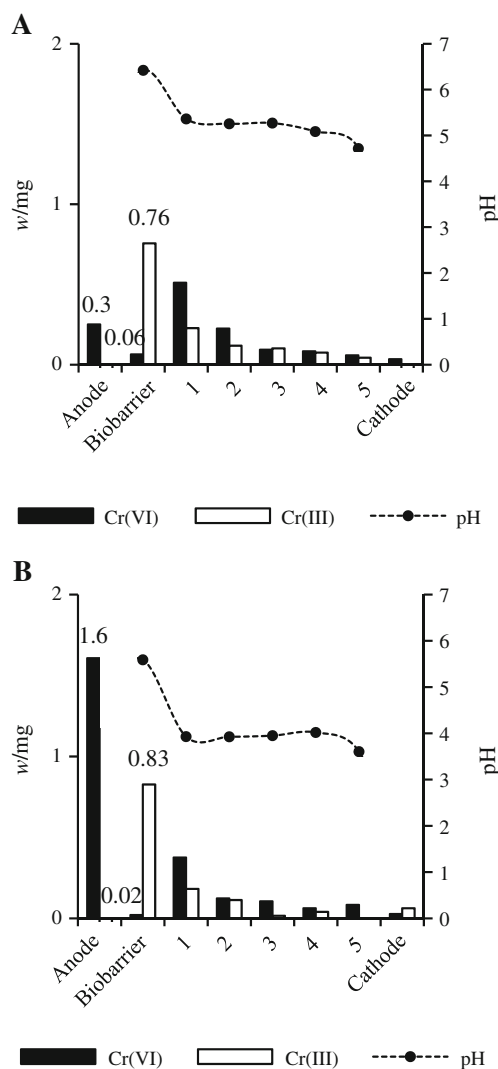 A
2
1
0
w/mg
7
6
5
4
3
2
1
0
pH
0.3
0.06
0.76
Anode
Biobarrier
1
2
3
4
5
Cathode
Cr(VI) Cr(III) pH
B
2
1
0
w/mg
7
6
5
4
3
2
1
0
pH
1.6
0.02
0.83
Anode
Biobarrier
1
2
3
4
5
Cathode
Cr(VI) Cr(III) pH